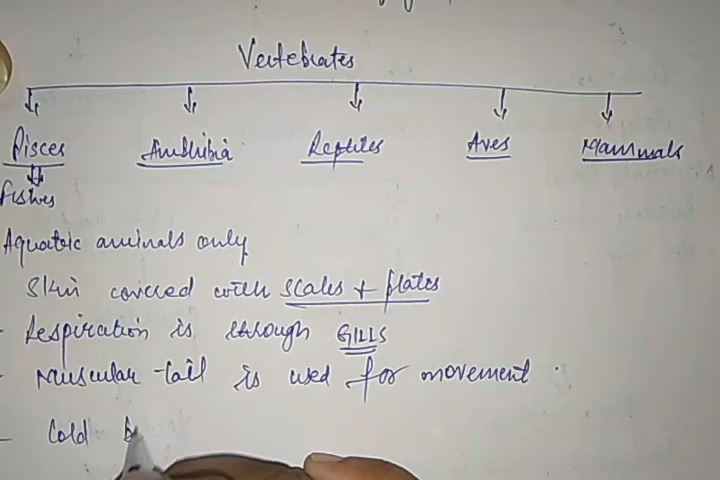 Vertebrates
Pisces Amphibia Reptiles Aves Mammals
Fishes
Aquatic animals only
Skin covered with scales + plates
- Respiration is through GILLS
- Muscular tail is used for movement.
- Cold b